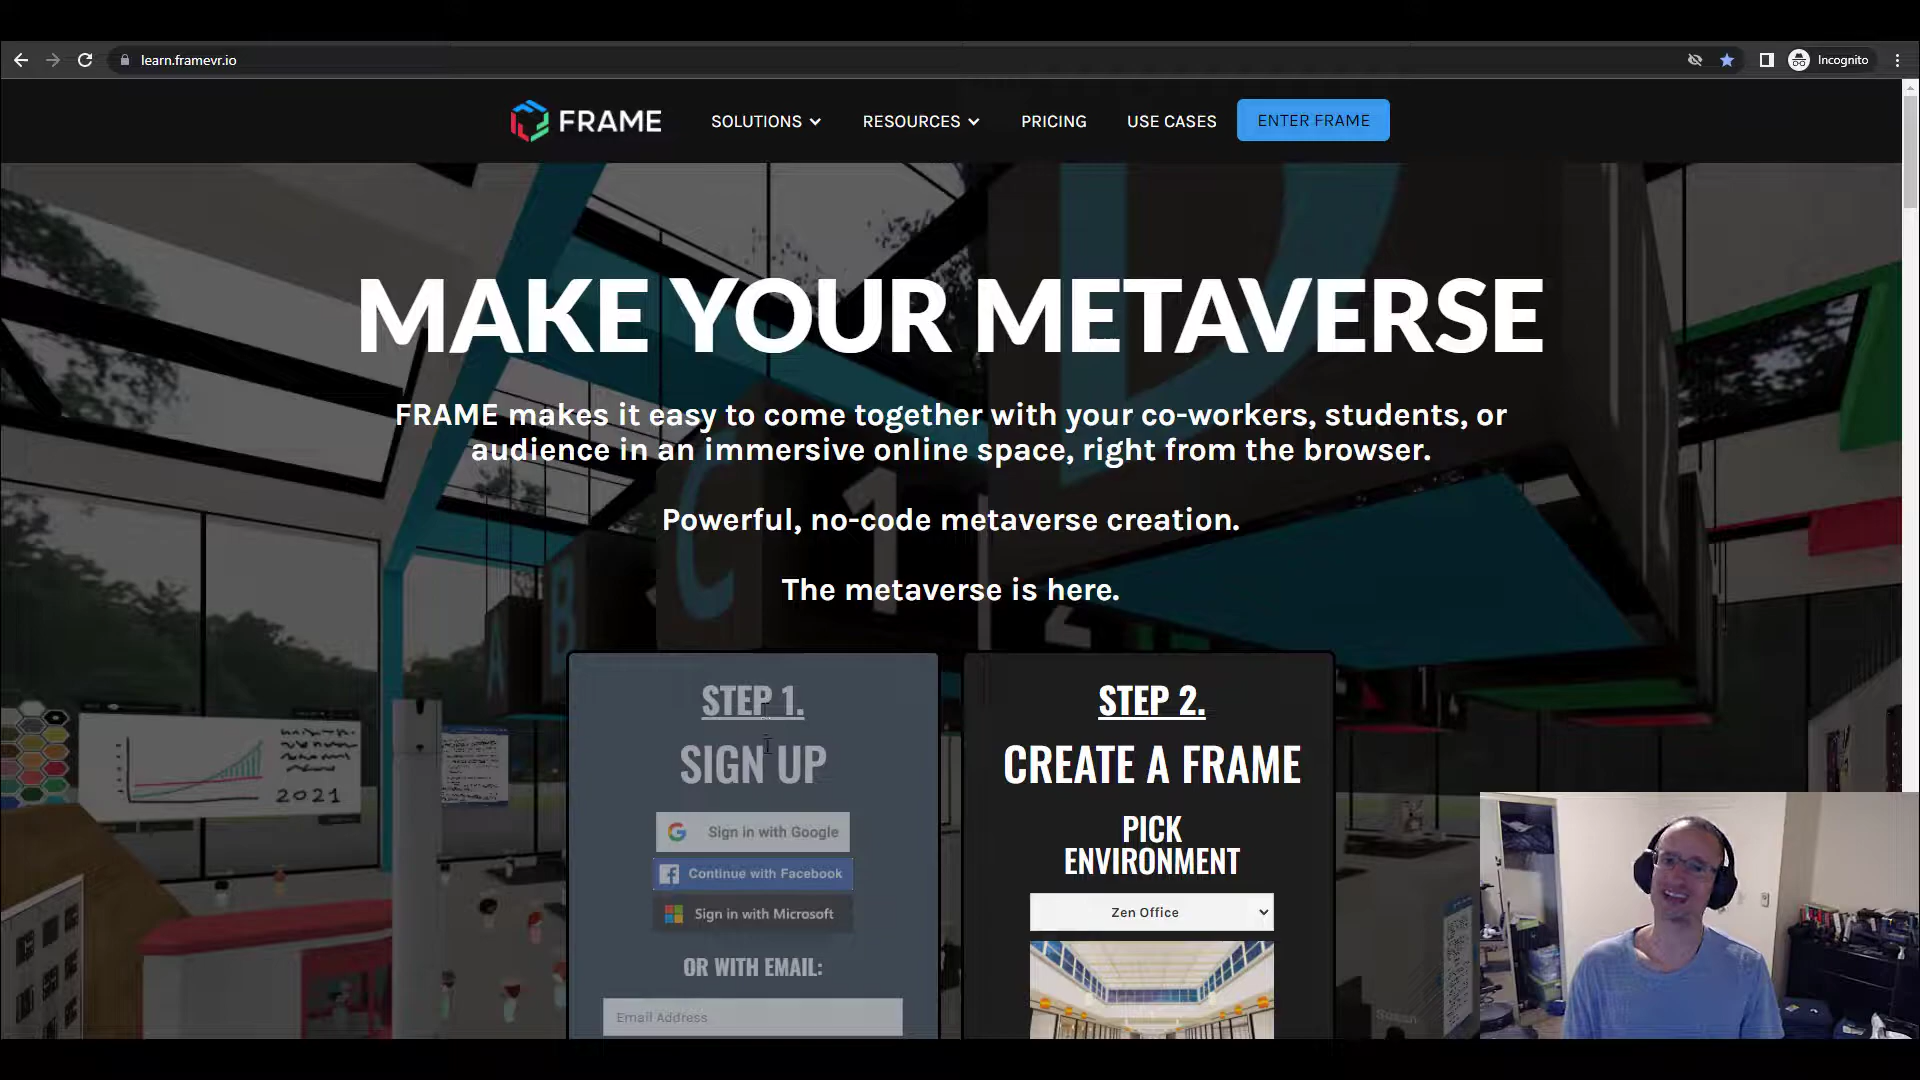 learn.framevr.io
Incognito
FRAME
SOLUTIONS
RESOURCES
PRICING
USE CASES
ENTER FRAME
MAKE YOUR METAVERSE
FRAME makes it easy to come together with your co-workers, students, or
audience in an immersive online space, right from the browser.
Powerful, no-code metaverse creation.
The metaverse is here.
A
B
C
1
2
D
2021
STEP 1.
SIGN UP
Sign in with Google
Continue with Facebook
Sign in with Microsoft
OR WITH EMAIL:
Email Address
STEP 2.
CREATE A FRAME
PICK
ENVIRONMENT
Zen Office
Susan